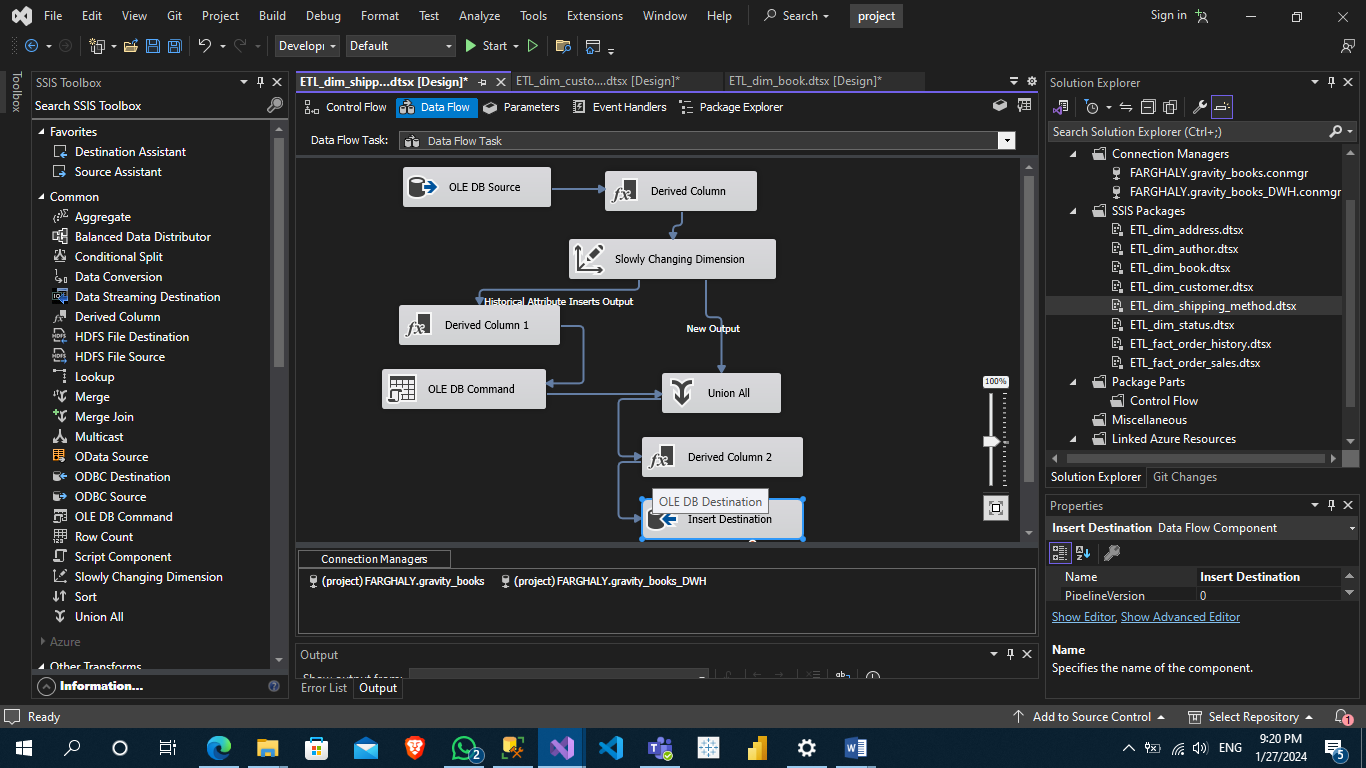 File Edit View Git Project Build Debug Format Test Analyze Tools Extensions Window Help Search project Sign in
Develop Default Start
Toolbox
SSIS Toolbox
Search SSIS Toolbox
Favorites
Destination Assistant
Source Assistant
Common
Aggregate
Balanced Data Distributor
Conditional Split
Data Conversion
Data Streaming Destination
Derived Column
HDFS File Destination
HDFS File Source
Lookup
Merge
Merge Join
Multicast
OData Source
ODBC Destination
ODBC Source
OLE DB Command
Row Count
Script Component
Slowly Changing Dimension
Sort
Union All
Azure
Other Transforms
Information...
ETL_dim_shipp...dtsx [Design]* ETL_dim_custo....dtsx [Design]* ETL_dim_book.dtsx [Design]*
Control Flow Data Flow Parameters Event Handlers Package Explorer
Data Flow Task: Data Flow Task
OLE DB Source
Derived Column
Slowly Changing Dimension
Historical Attribute Inserts Output
Derived Column 1
New Output
OLE DB Command
Union All
Derived Column 2
OLE DB Destination
Insert Destination
100%
Connection Managers
(project) FARGHALY.gravity_books (project) FARGHALY.gravity_books_DWH
Output
Show output from:
Error List Output
Solution Explorer
Search Solution Explorer (Ctrl+;)
Connection Managers
FARGHALY.gravity_books.conmgr
FARGHALY.gravity_books_DWH.conmgr
SSIS Packages
ETL_dim_address.dtsx
ETL_dim_author.dtsx
ETL_dim_book.dtsx
ETL_dim_customer.dtsx
ETL_dim_shipping_method.dtsx
ETL_dim_status.dtsx
ETL_fact_order_history.dtsx
ETL_fact_order_sales.dtsx
Package Parts
Control Flow
Miscellaneous
Linked Azure Resources
Solution Explorer Git Changes
Properties
Insert Destination Data Flow Component
Name Insert Destination
PipelineVersion 0
Show Editor, Show Advanced Editor
Name
Specifies the name of the component.
Ready Add to Source Control Select Repository 1
2 ENG 9:20 PM
1/27/2024 5